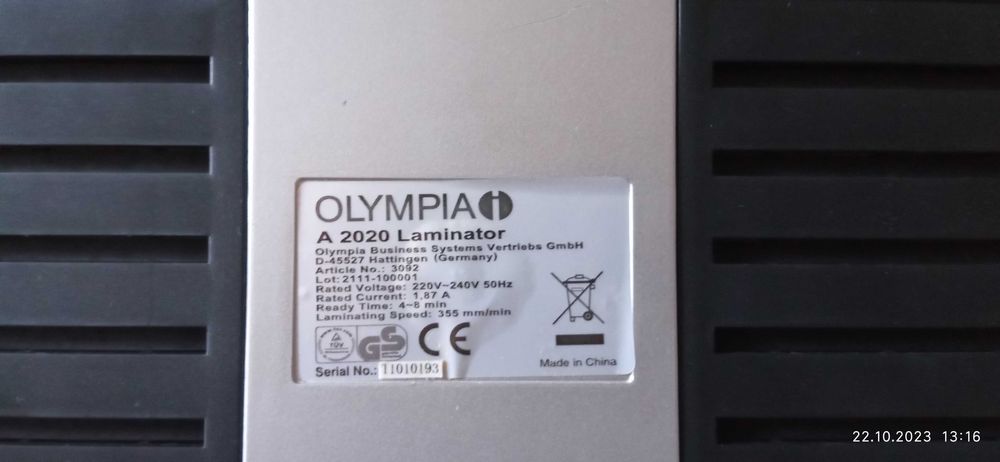 OLYMPIA
A 2020 Laminator
Olympia Business Systems Vertriebs GmbH
D-45527 Hattingen (Germany)
Article No.: 3092
Lot: 2111-100001
Rated Voltage: 220V~240V 50Hz
Rated Current: 1,87 A
Ready Time: 4~8 min
Laminating Speed: 355 mm/min
TÜV GS CE
Serial No.: 11010193
Made in China
22.10.2023 13:16